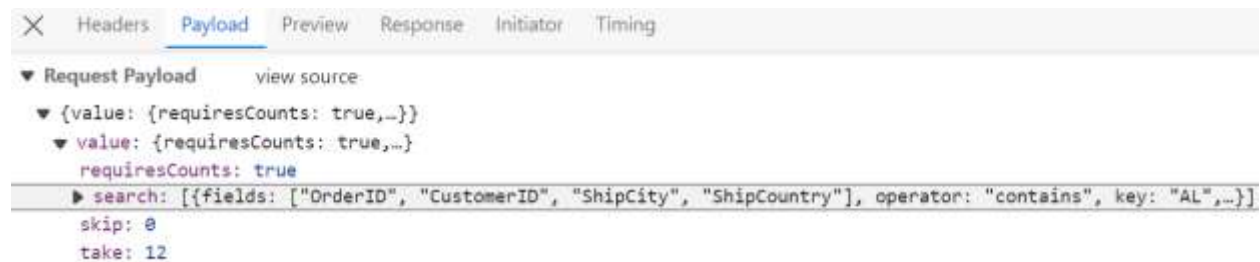 Headers Payload Preview Response Initiator Timing
Request Payload view source
{value: {requiresCounts: true,…}}
value: {requiresCounts: true,…}
requiresCounts: true
search: [{fields: ["OrderID", "CustomerID", "ShipCity", "ShipCountry"], operator: "contains", key: "AL",…}]
skip: 0
take: 12